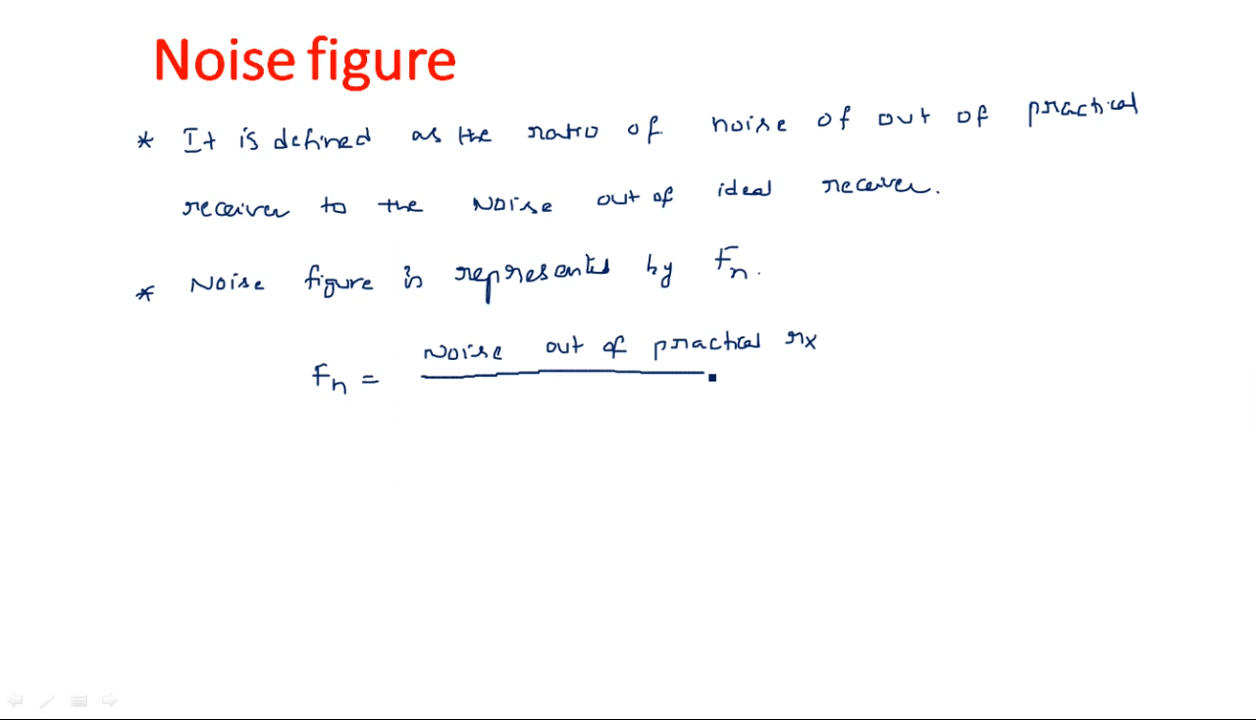 Noise figure
* It is defined as the ratio of noise of out of practical
receiver to the Noise out of ideal receiver.
* Noise figure is represented by Fn.
Noise out of practical rx
Fn =